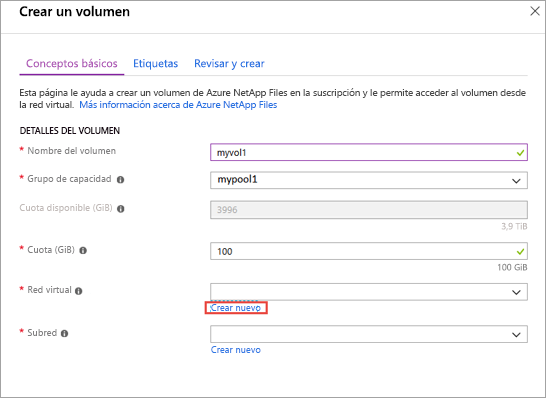 Crear un volumen
Conceptos básicos Etiquetas Revisar y crear
Esta página le ayuda a crear un volumen de Azure NetApp Files en la suscripción y le permite acceder al volumen desde
la red virtual. Más información acerca de Azure NetApp Files
DETALLES DEL VOLUMEN
* Nombre del volumen myvol1
* Grupo de capacidad mypool1
Cuota disponible (GiB) 3996
3,9 TiB
* Cuota (GiB) 100
100 GiB
* Red virtual
Crear nuevo
* Subred
Crear nuevo